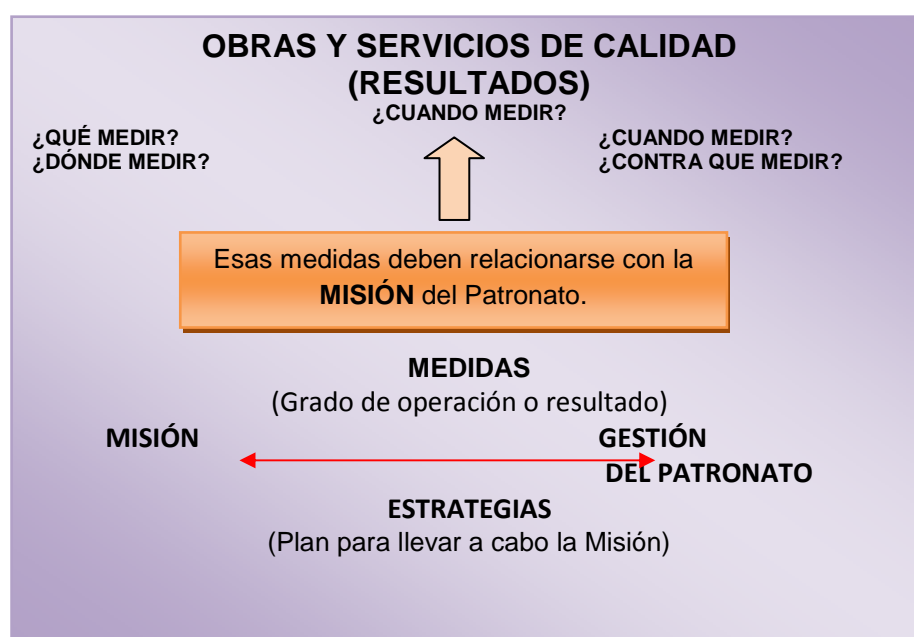 OBRAS Y SERVICIOS DE CALIDAD
(RESULTADOS)
¿CUANDO MEDIR?
¿QUÉ MEDIR?
¿DÓNDE MEDIR?
¿CUANDO MEDIR?
¿CONTRA QUE MEDIR?
Esas medidas deben relacionarse con la
MISIÓN del Patronato.
MEDIDAS
(Grado de operación o resultado)
MISIÓN
GESTIÓN
DEL PATRONATO
ESTRATEGIAS
(Plan para llevar a cabo la Misión)